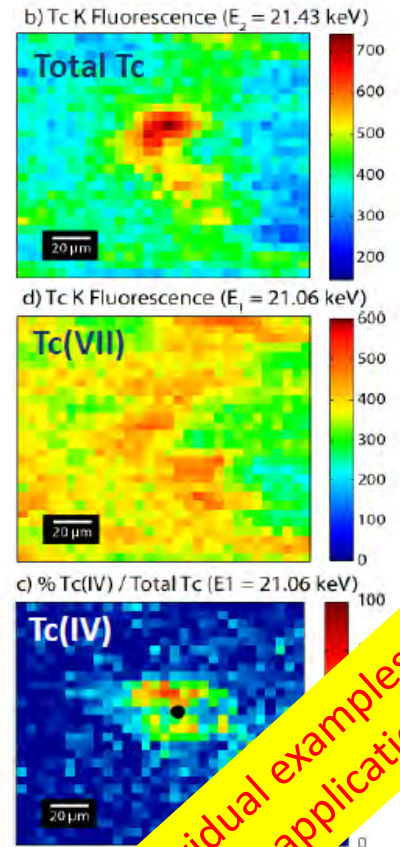 b) Tc K Fluorescence (E₂ = 21.43 keV)
Total Tc
700
600
500
400
300
200
20 µm
d) Tc K Fluorescence (E₁ = 21.06 keV)
Tc(VII)
600
500
400
300
200
100
0
20 µm
c) % Tc(IV) / Total Tc (E1 = 21.06 keV)
Tc(IV)
100
20 µm
0
examples